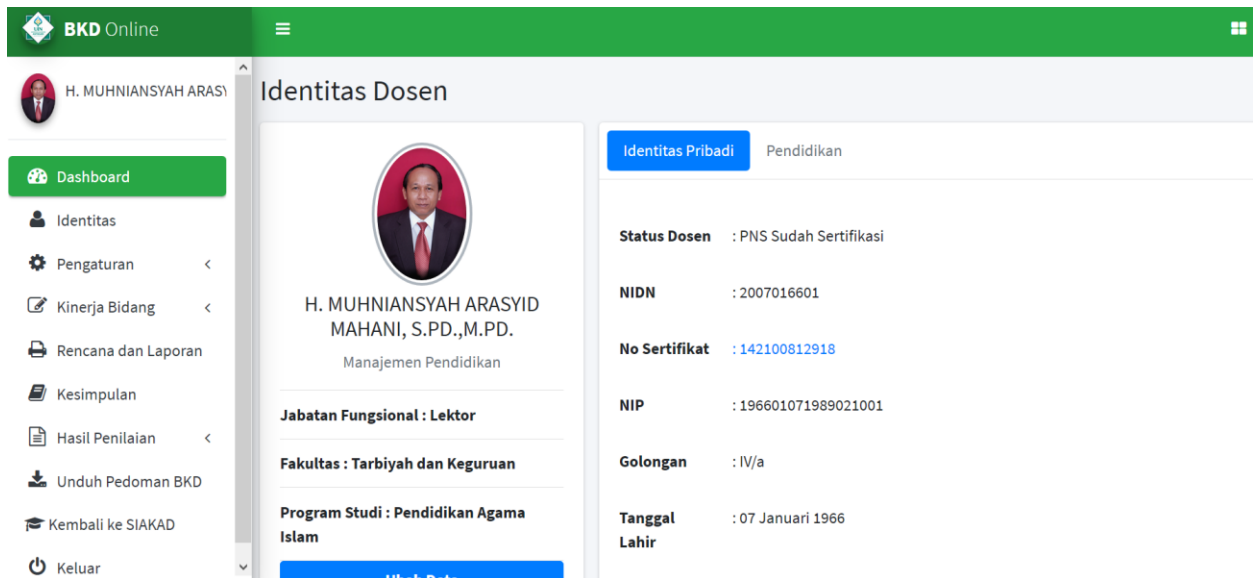 BKD Online
H. MUHNIANSYAH ARASY
Dashboard
Identitas
Pengaturan
Kinerja Bidang
Rencana dan Laporan
Kesimpulan
Hasil Penilaian
Unduh Pedoman BKD
Kembali ke SIAKAD
Keluar
Identitas Dosen
H. MUHNIANSYAH ARASYID
MAHANI, S.PD.,M.PD.
Manajemen Pendidikan
Jabatan Fungsional : Lektor
Fakultas : Tarbiyah dan Keguruan
Program Studi : Pendidikan Agama
Islam
Ubah Data
Identitas Pribadi Pendidikan
Status Dosen : PNS Sudah Sertifikasi
NIDN : 2007016601
No Sertifikat : 142100812918
NIP : 196601071989021001
Golongan : IV/a
Tanggal : 07 Januari 1966
Lahir